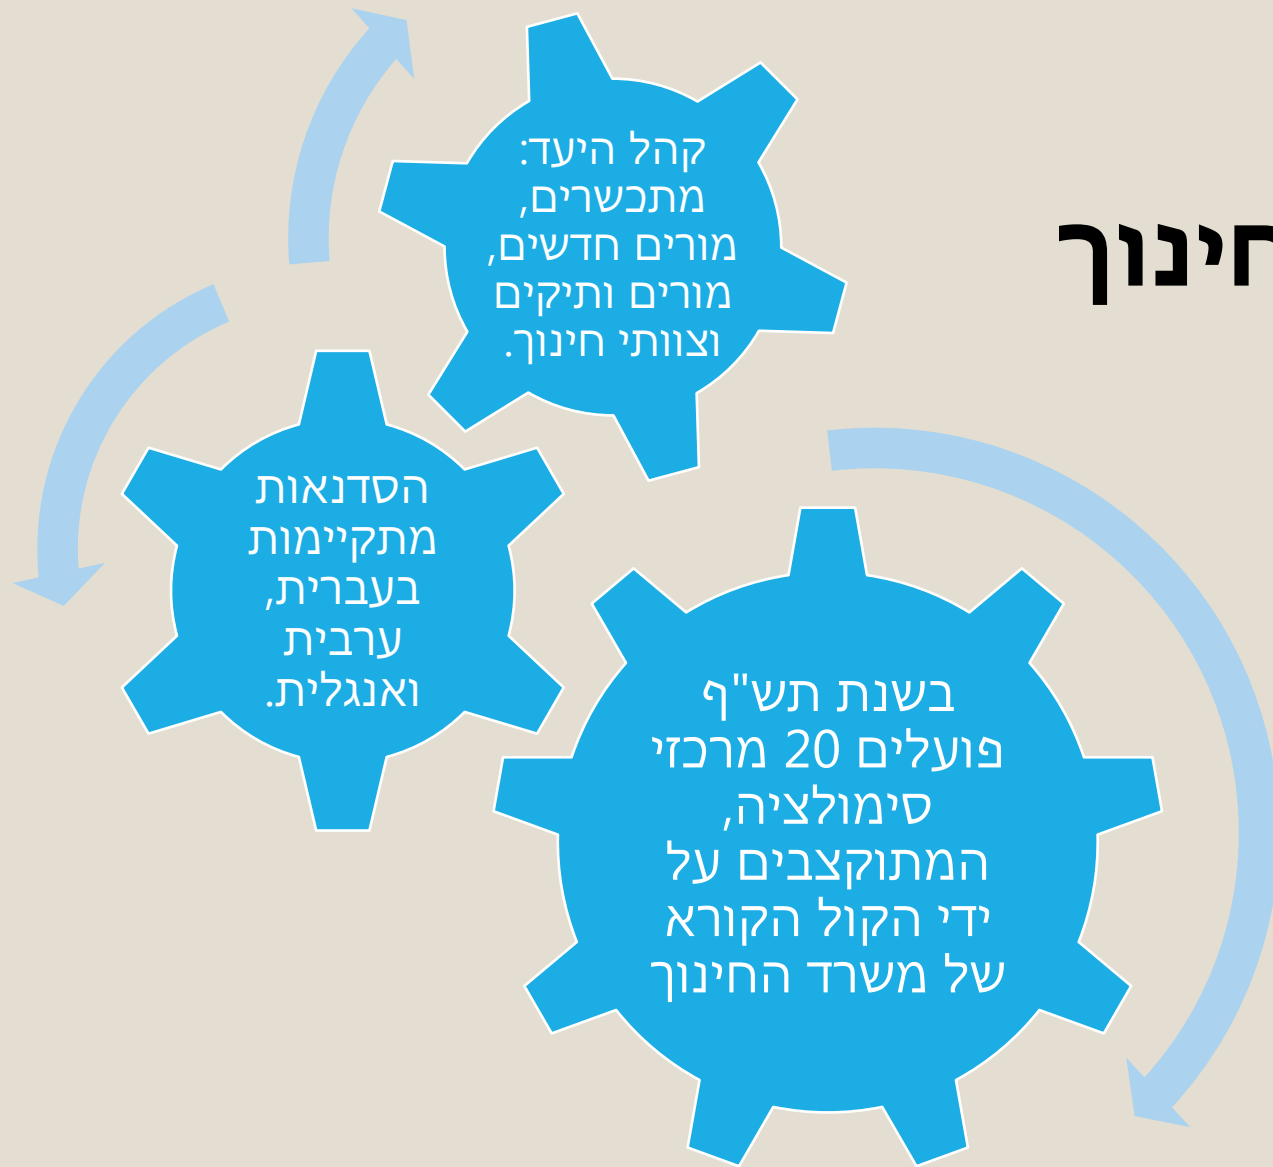 חינוך
קהל היעד:
מתכשרים,
מורים חדשים,
מורים ותיקים
וצוותי חינוך.
הסדנאות
מתקיימות
בעברית,
ערבית
ואנגלית.
בשנת תש"ף
פועלים 20 מרכזי
סימולציה,
המתוקצבים על
ידי הקול הקורא
של משרד החינוך